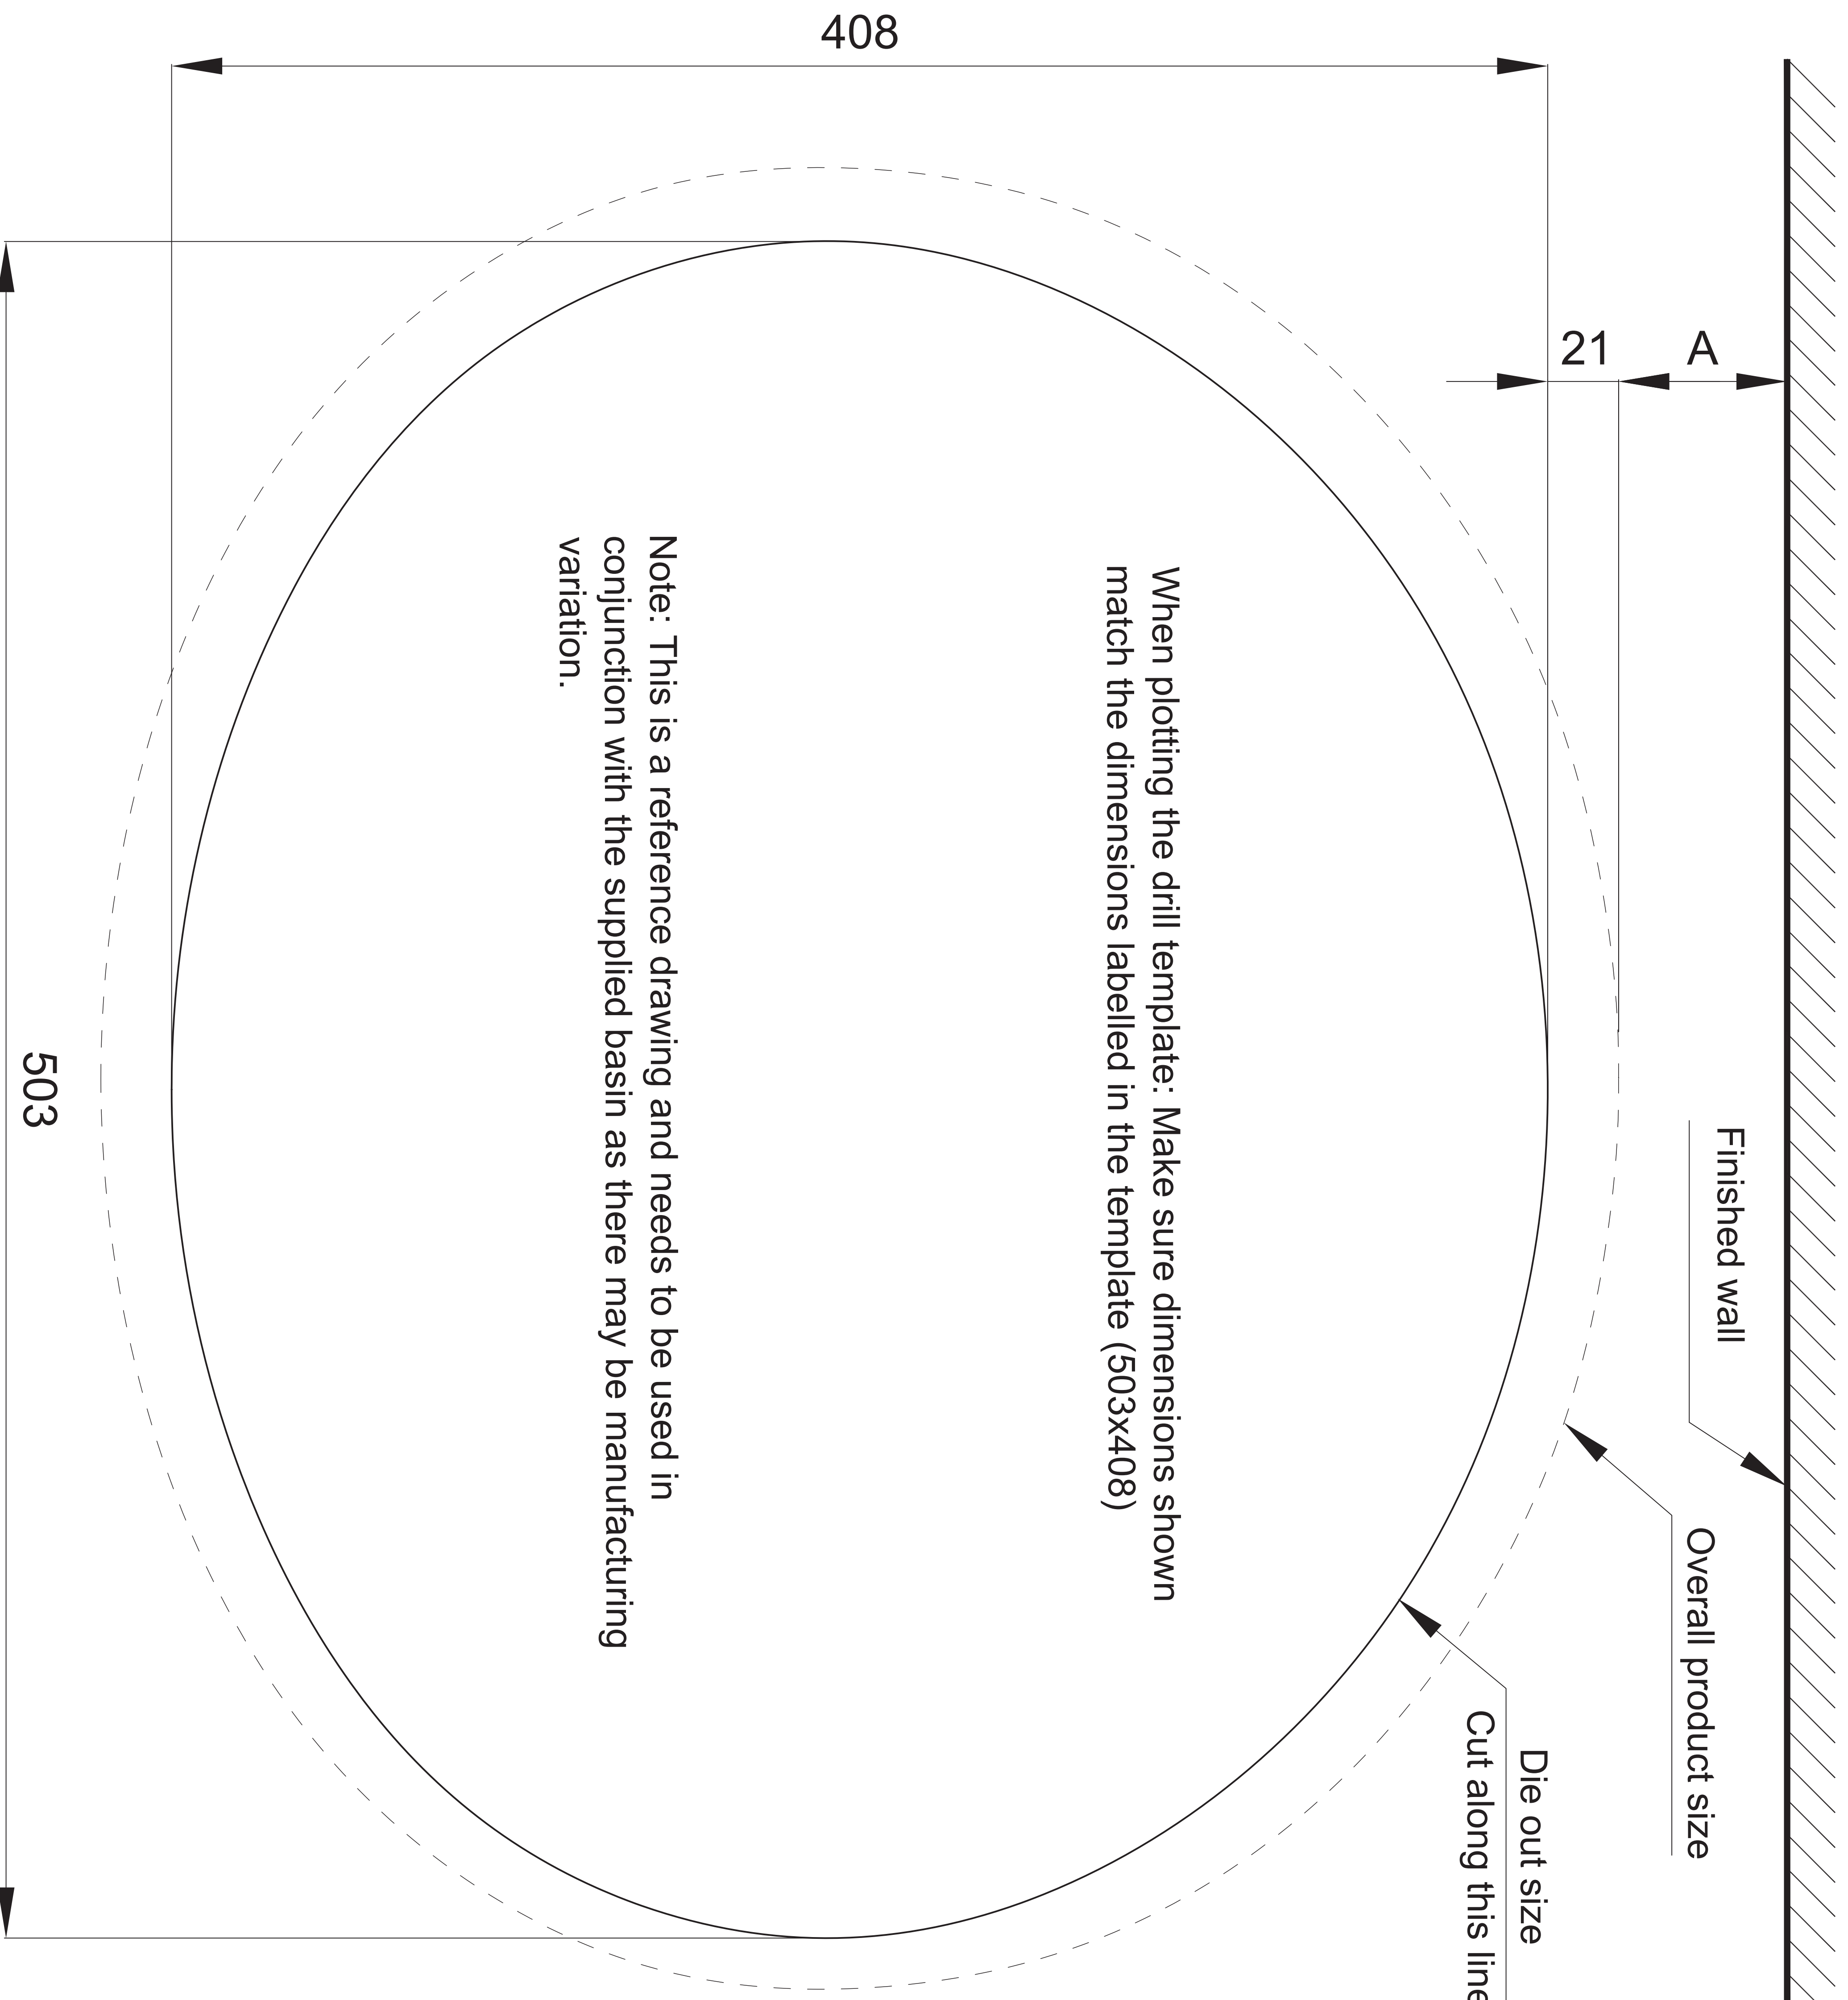 408
21
A
Finished wall
Overall product size
Die out size
Cut along this line
When plotting the drill template: Make sure dimensions shown
match the dimensions labelled in the template (503x408)
Note: This is a reference drawing and needs to be used in
conjunction with the supplied basin as there may be manufacturing
variation.
503